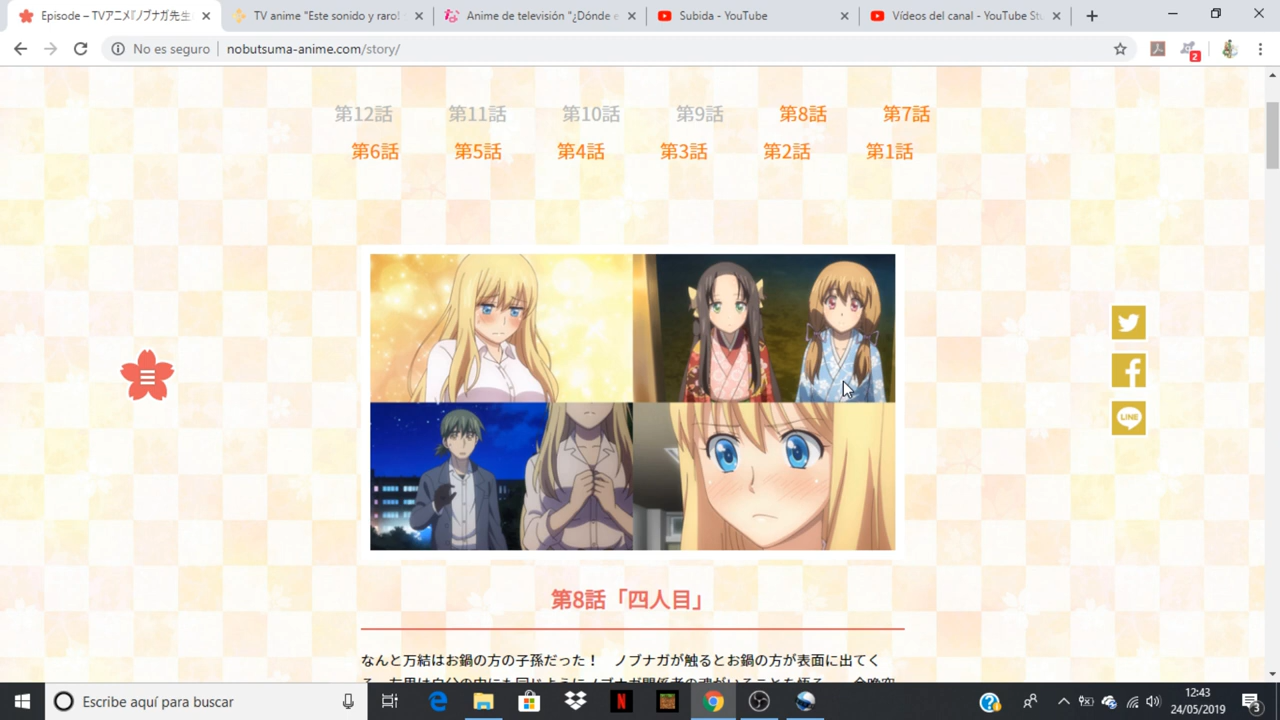 Episode – TVアニメ『ノブナガ先生
TV anime "Este sonido y raro!
Anime de televisión "¿Dónde e
Subida - YouTube
Vídeos del canal - YouTube Stu
No es seguro
nobutsuma-anime.com/story/
2
第12話 第11話 第10話 第9話 第8話 第7話
第6話 第5話 第4話 第3話 第2話 第1話
LINE
第8話「四人目」
なんと万結はお鍋の方の子孫だった！　ノブナガが触るとお鍋の方が表面に出てく
Escribe aquí para buscar
12:43
24/05/2019
3